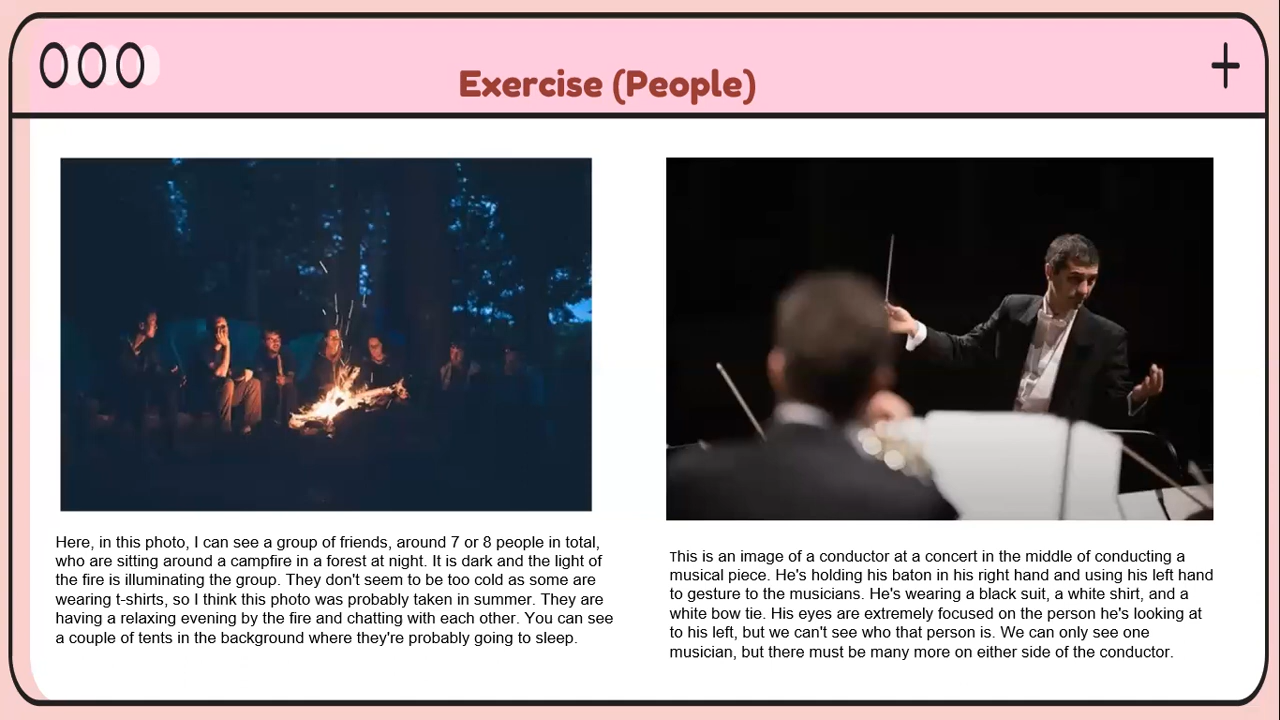 Exercise (People)
Here, in this photo, I can see a group of friends, around 7 or 8 people in total,
who are sitting around a campfire in a forest at night. It is dark and the light of
the fire is illuminating the group. They don't seem to be too cold as some are
wearing t-shirts, so I think this photo was probably taken in summer. They are
having a relaxing evening by the fire and chatting with each other. You can see
a couple of tents in the background where they're probably going to sleep.
This is an image of a conductor at a concert in the middle of conducting a
musical piece. He's holding his baton in his right hand and using his left hand
to gesture to the musicians. He's wearing a black suit, a white shirt, and a
white bow tie. His eyes are extremely focused on the person he's looking at
to his left, but we can't see who that person is. We can only see one
musician, but there must be many more on either side of the conductor.